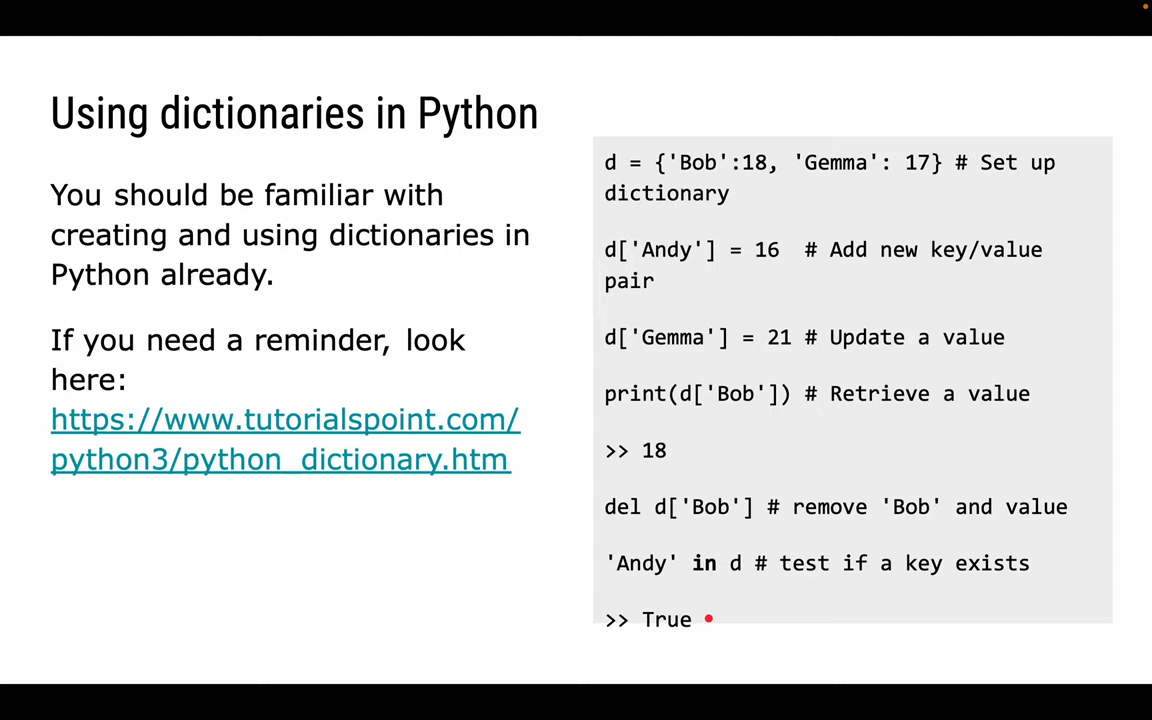 Using dictionaries in Python
You should be familiar with
creating and using dictionaries in
Python already.
If you need a reminder, look
here:
https://www.tutorialspoint.com/
python3/python_dictionary.htm
d = {'Bob':18, 'Gemma': 17} # Set up
dictionary
d['Andy'] = 16  # Add new key/value
pair
d['Gemma'] = 21 # Update a value
print(d['Bob']) # Retrieve a value
>> 18
del d['Bob'] # remove 'Bob' and value
'Andy' in d # test if a key exists
>> True